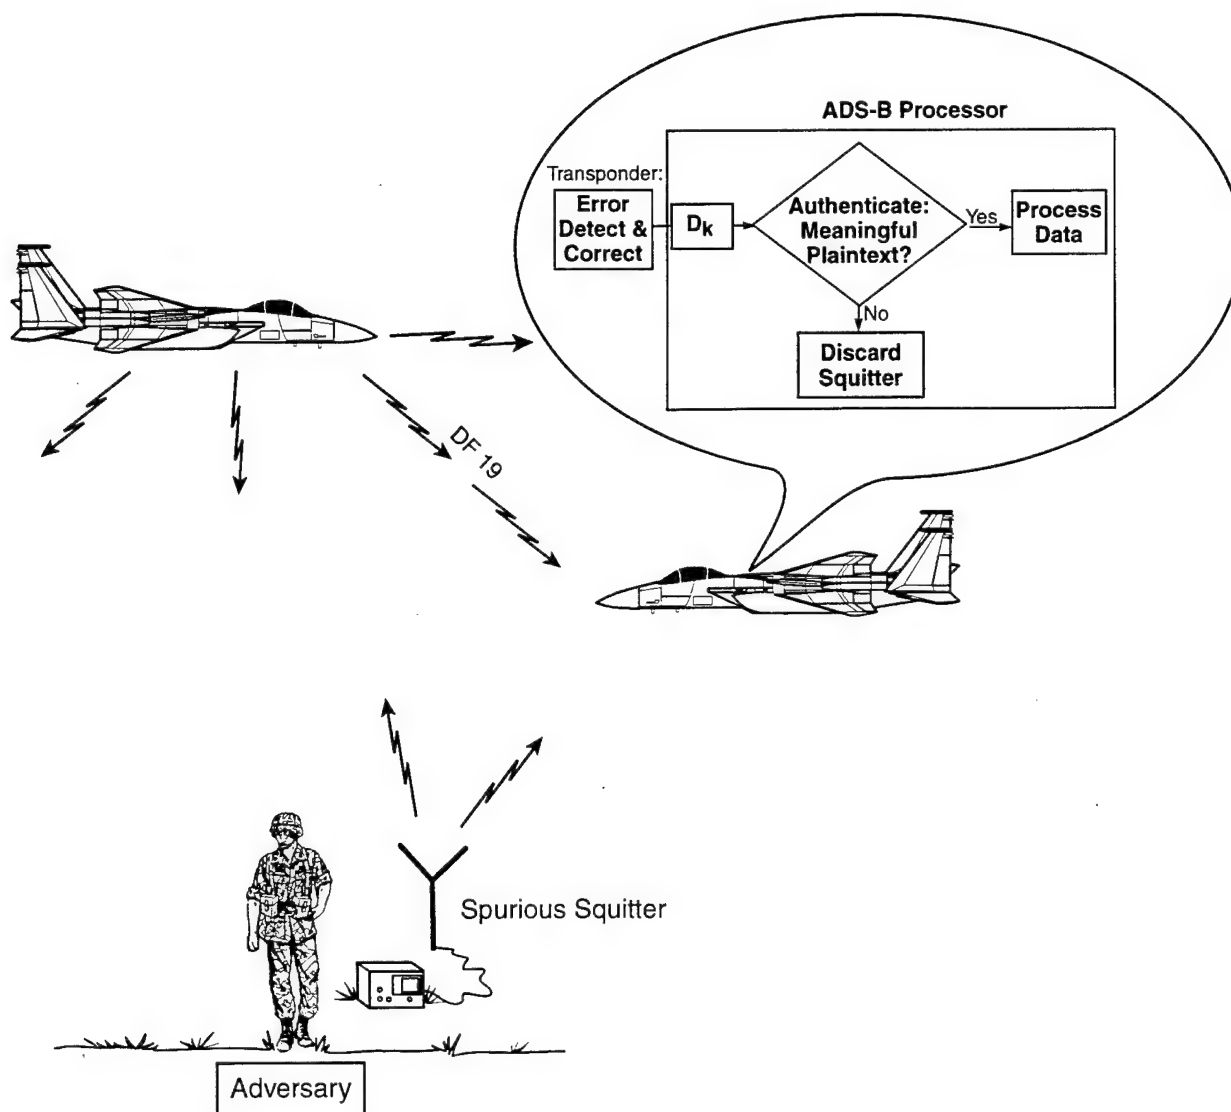 ADS-B Processor
Transponder:
Error
Detect &
Correct
Dk
Authenticate:
Meaningful
Plaintext?
Yes
Process
Data
No
Discard
Squitter
DF 19
Spurious Squitter
Adversary